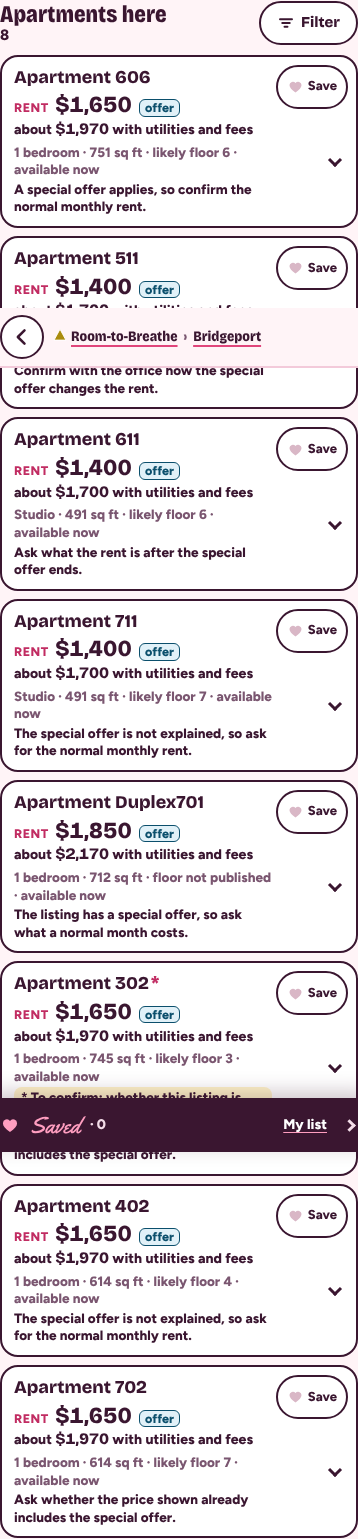 Apartments here
8
Filter
Apartment 606
Save
RENT $1,650 offer
about $1,970 with utilities and fees
1 bedroom · 751 sq ft · likely floor 6 ·
available now
A special offer applies, so confirm the
normal monthly rent.
Apartment 511
Save
RENT $1,400 offer
Room-to-Breathe › Bridgeport
Confirm with the office how the special
offer changes the rent.
Apartment 611
Save
RENT $1,400 offer
about $1,700 with utilities and fees
Studio · 491 sq ft · likely floor 6 ·
available now
Ask what the rent is after the special
offer ends.
Apartment 711
Save
RENT $1,400 offer
about $1,700 with utilities and fees
Studio · 491 sq ft · likely floor 7 · available
now
The special offer is not explained, so ask
for the normal monthly rent.
Apartment Duplex701
Save
RENT $1,850 offer
about $2,170 with utilities and fees
1 bedroom · 712 sq ft · floor not published
· available now
The listing has a special offer, so ask
what a normal month costs.
Apartment 302*
Save
RENT $1,650 offer
about $1,970 with utilities and fees
1 bedroom · 745 sq ft · likely floor 3 ·
available now
* To confirm: whether this listing is
Saved · 0
My list
includes the special offer.
Apartment 402
Save
RENT $1,650 offer
about $1,970 with utilities and fees
1 bedroom · 614 sq ft · likely floor 4 ·
available now
The special offer is not explained, so ask
for the normal monthly rent.
Apartment 702
Save
RENT $1,650 offer
about $1,970 with utilities and fees
1 bedroom · 614 sq ft · likely floor 7 ·
available now
Ask whether the price shown already
includes the special offer.